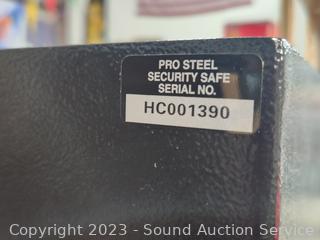 PRO STEEL
SECURITY SAFE
SERIAL NO.
HC001390
Copyright 2023 - Sound Auction Service